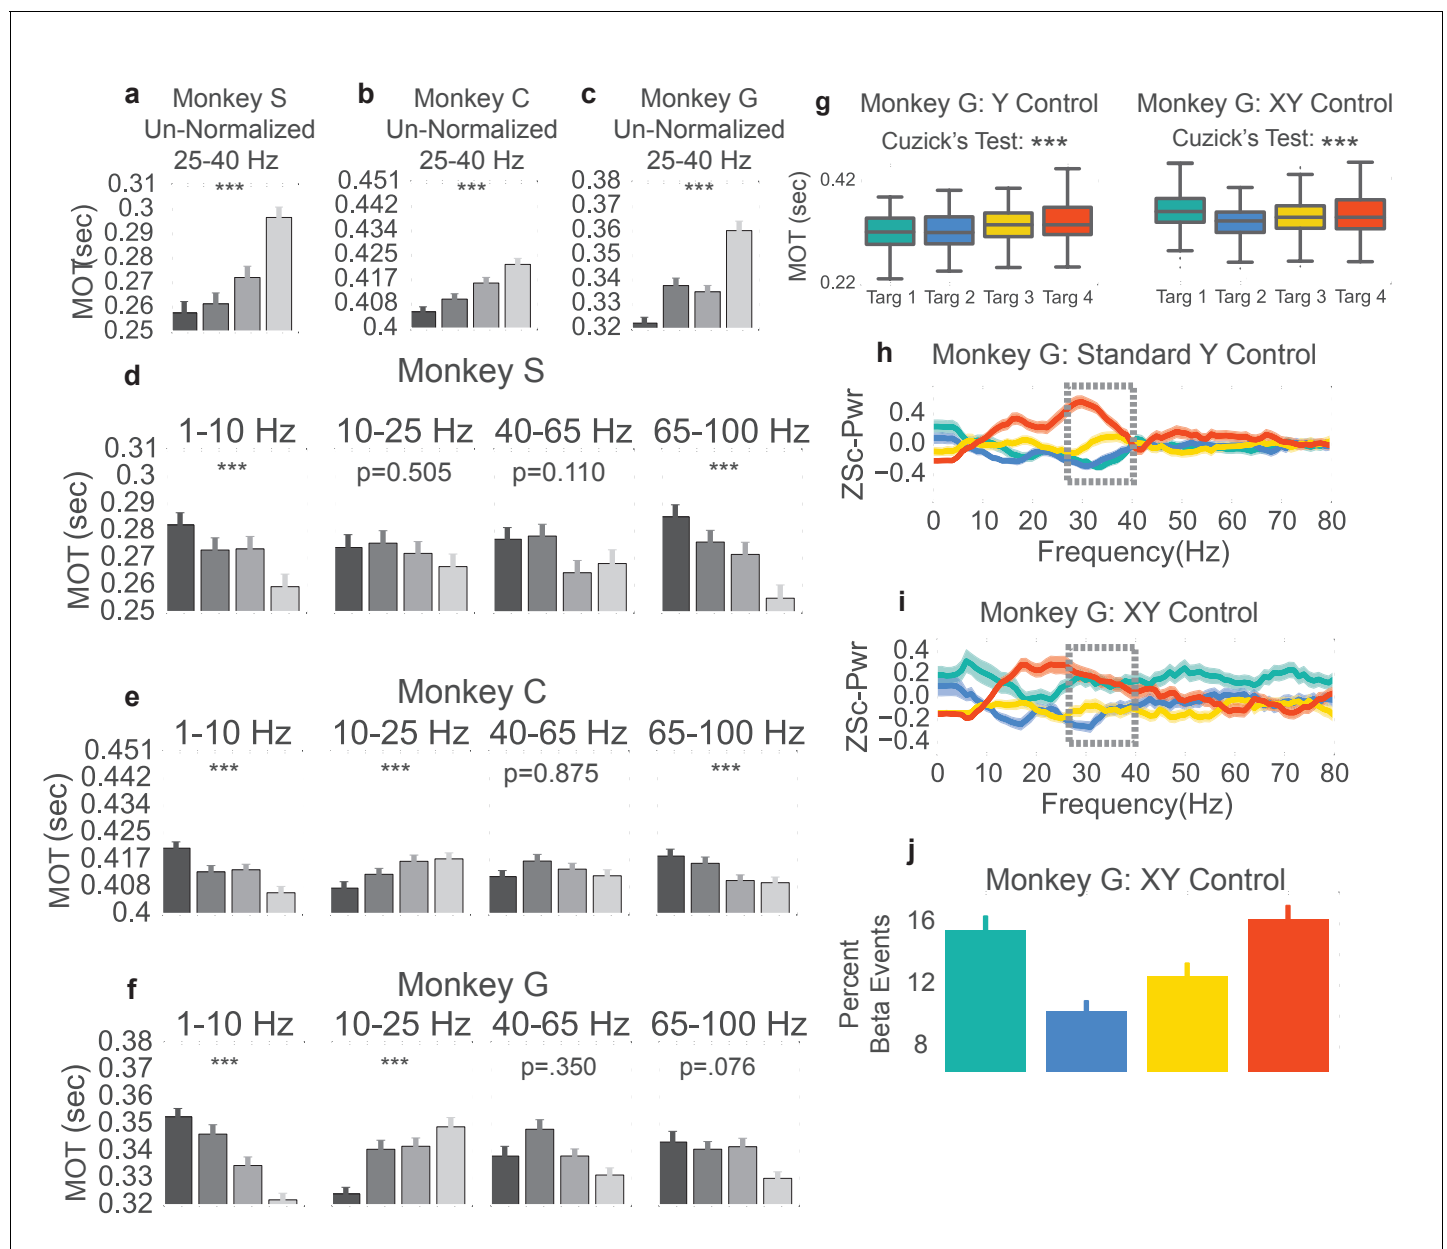 a
Monkey S
Un-Normalized
25-40 Hz
***
0.31
0.3
0.29
0.28
0.27
0.26
0.25
MOT (sec)
b
Monkey C
Un-Normalized
25-40 Hz
***
0.451
0.442
0.434
0.425
0.417
0.408
0.4
c
Monkey G
Un-Normalized
25-40 Hz
***
0.38
0.37
0.36
0.35
0.34
0.33
0.32
d
Monkey S
1-10 Hz
10-25 Hz
40-65 Hz
65-100 Hz
***
p=0.505
p=0.110
***
0.31
0.3
0.29
0.28
0.27
0.26
0.25
MOT (sec)
e
Monkey C
1-10 Hz
10-25 Hz
40-65 Hz
65-100 Hz
***
***
p=0.875
***
0.451
0.442
0.434
0.425
0.417
0.408
0.4
MOT (sec)
f
Monkey G
1-10 Hz
10-25 Hz
40-65 Hz
65-100 Hz
***
***
p=.350
p=.076
0.38
0.37
0.36
0.35
0.34
0.33
0.32
MOT (sec)
g
Monkey G: Y Control
Cuzick's Test: ***
Monkey G: XY Control
Cuzick's Test: ***
0.42
0.22
MOT (sec)
Targ 1 Targ 2 Targ 3 Targ 4
Targ 1 Targ 2 Targ 3 Targ 4
h
Monkey G: Standard Y Control
ZSc-Pwr
0.4
0.0
−0.4
0 10 20 30 40 50 60 70 80
Frequency(Hz)
i
Monkey G: XY Control
ZSc-Pwr
0.4
0.2
0.0
−0.2
−0.4
0 10 20 30 40 50 60 70 80
Frequency(Hz)
j
Monkey G: XY Control
Percent
Beta Events
16
12
8